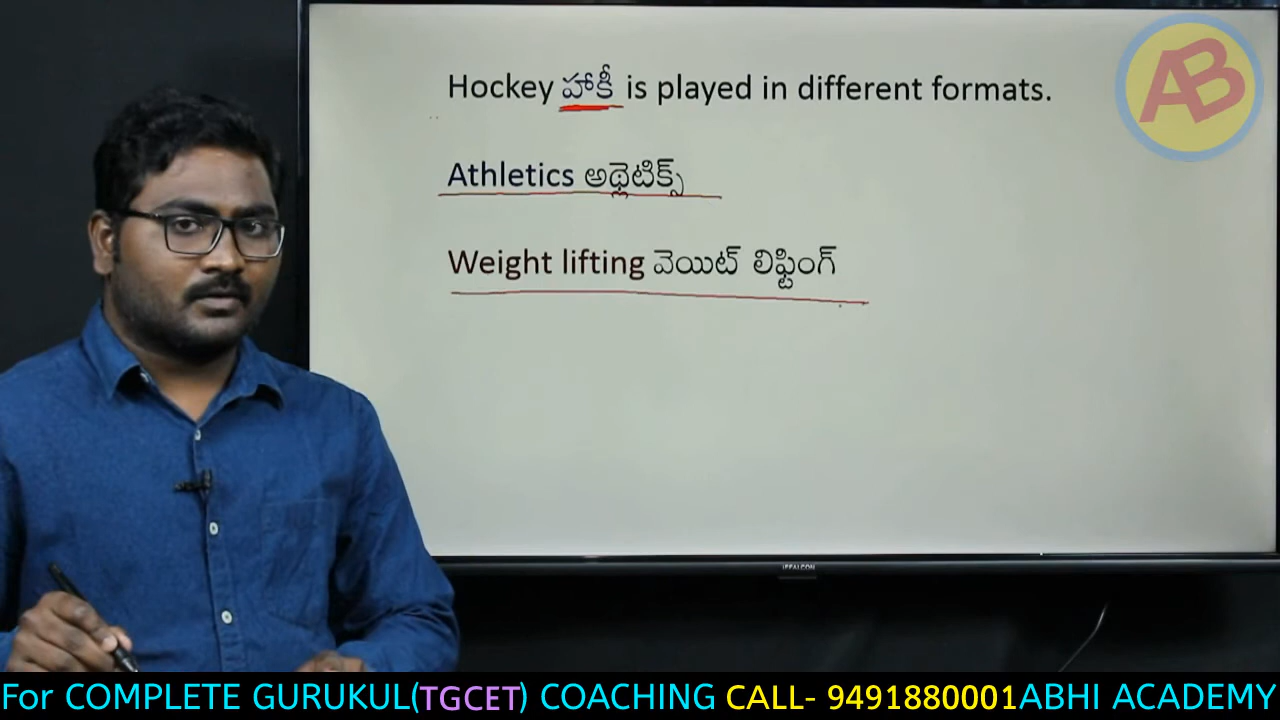 Hockey హాకీ is played in different formats.
AB
Athletics అథ్లెటిక్స్
Weight lifting వెయిట్ లిఫ్టింగ్
iFFALCON
For COMPLETE GURUKUL(TGCET) COACHING CALL- 9491880001ABHI ACADEMY